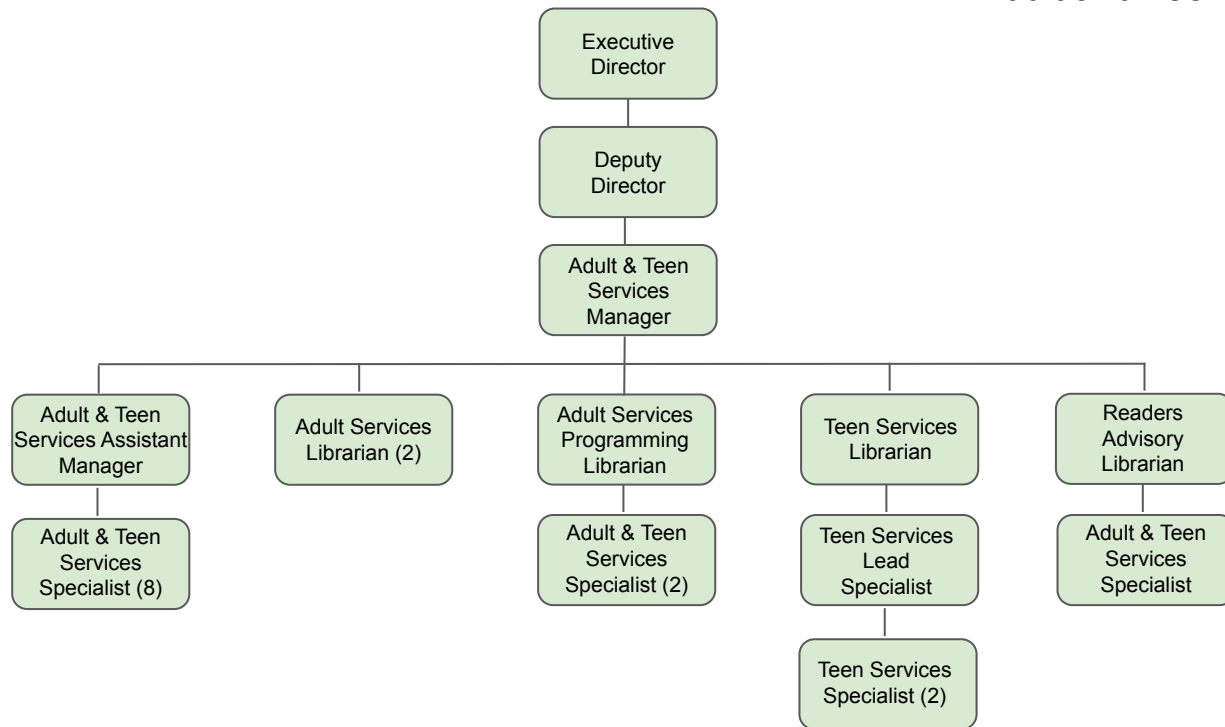 Executive
Director
Deputy
Director
Adult & Teen
Services
Manager
Adult & Teen
Services Assistant
Manager
Adult Services
Librarian (2)
Adult Services
Programming
Librarian
Teen Services
Librarian
Readers
Advisory
Librarian
Adult & Teen
Services
Specialist (8)
Adult & Teen
Services
Specialist (2)
Teen Services
Lead
Specialist
Adult & Teen
Services
Specialist
Teen Services
Specialist (2)